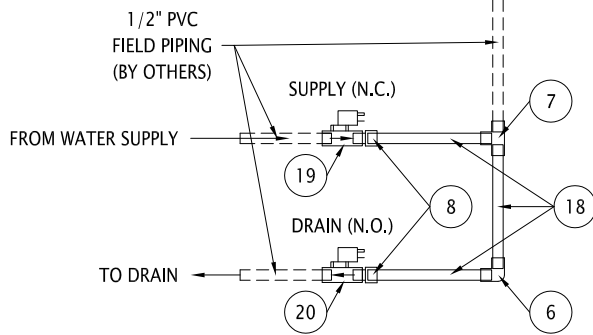 1/2" PVC
FIELD PIPING
(BY OTHERS)
SUPPLY (N.C.)
7
FROM WATER SUPPLY
19
8
18
DRAIN (N.O.)
TO DRAIN
20
6